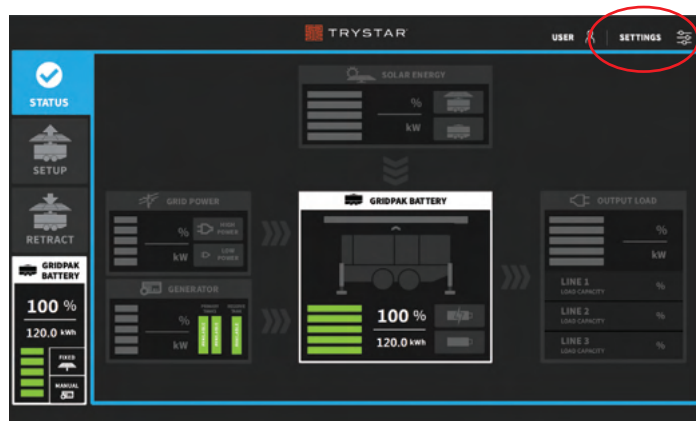 TRYSTAR
USER
SETTINGS
STATUS
SETUP
RETRACT
GRIDPAK
BATTERY
100 %
120.0 kWh
FIXED
MANUAL
SOLAR ENERGY
%
kW
GRID POWER
%
kW
HIGH
POWER
LOW
POWER
GENERATOR
%
kW
GRIDPAK BATTERY
100 %
120.0 kWh
OUTPUT LOAD
%
kW
LINE 1
LOAD CAPACITY
%
LINE 2
LOAD CAPACITY
%
LINE 3
LOAD CAPACITY
%